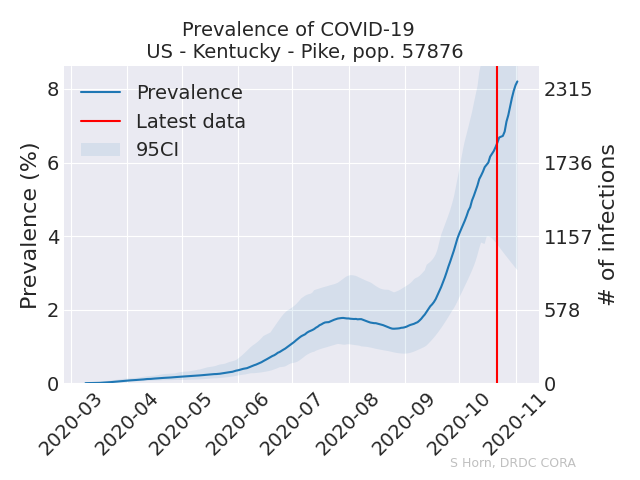 Prevalence of COVID-19
US - Kentucky - Pike, pop. 57876
Prevalence
Latest data
95CI
Prevalence (%)
8
6
4
2
0
2315
1736
1157
578
0
# of infections
2020-03
2020-04
2020-05
2020-06
2020-07
2020-08
2020-09
2020-10
2020-11
S Horn, DRDC CORA